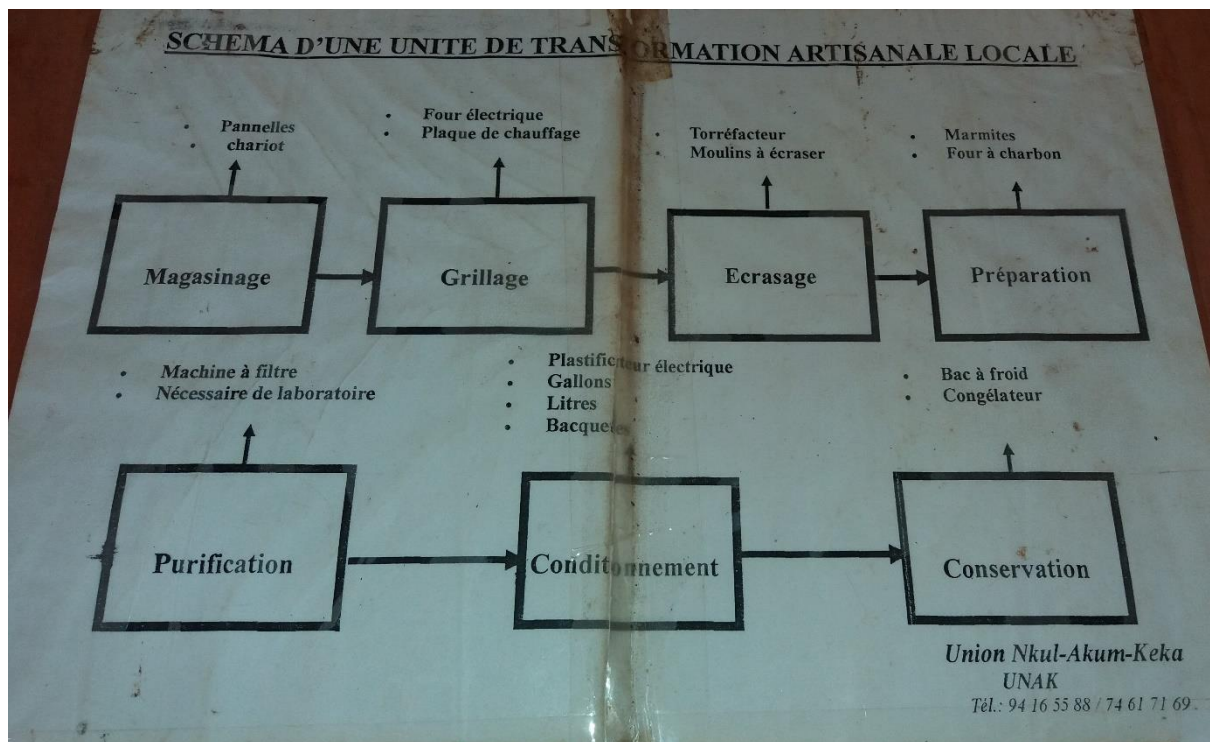 SCHEMA D'UNE UNITE DE TRANSFORMATION ARTISANALE LOCALE
• Pannelles
• chariot
• Four électrique
• Plaque de chauffage
• Torréfacteur
• Moulins à écraser
• Marmites
• Four à charbon
Magasinage
Grillage
Ecrasage
Préparation
• Machine à filtre
• Nécessaire de laboratoire
• Plastificateur électrique
• Gallons
• Litres
• Bacquetes
• Bac à froid
• Congélateur
Purification
Conditonnement
Conservation
Union Nkul-Akum-Keka
UNAK
Tél.: 94 16 55 88 / 74 61 71 69